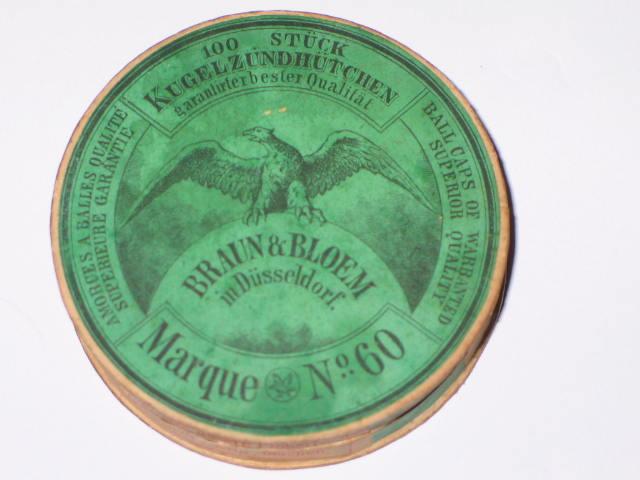 100 STÜCK
KUGELZÜNDHÜTCHEN
garantirter bester Qualität
AMORCES A BALLES QUALITÉ
SUPÉRIEURE GARANTIE
BALL CAPS OF WARRANTED
SUPERIOR QUALITY
BRAUN & BLOEM
in Düsseldorf.
Marque No. 60